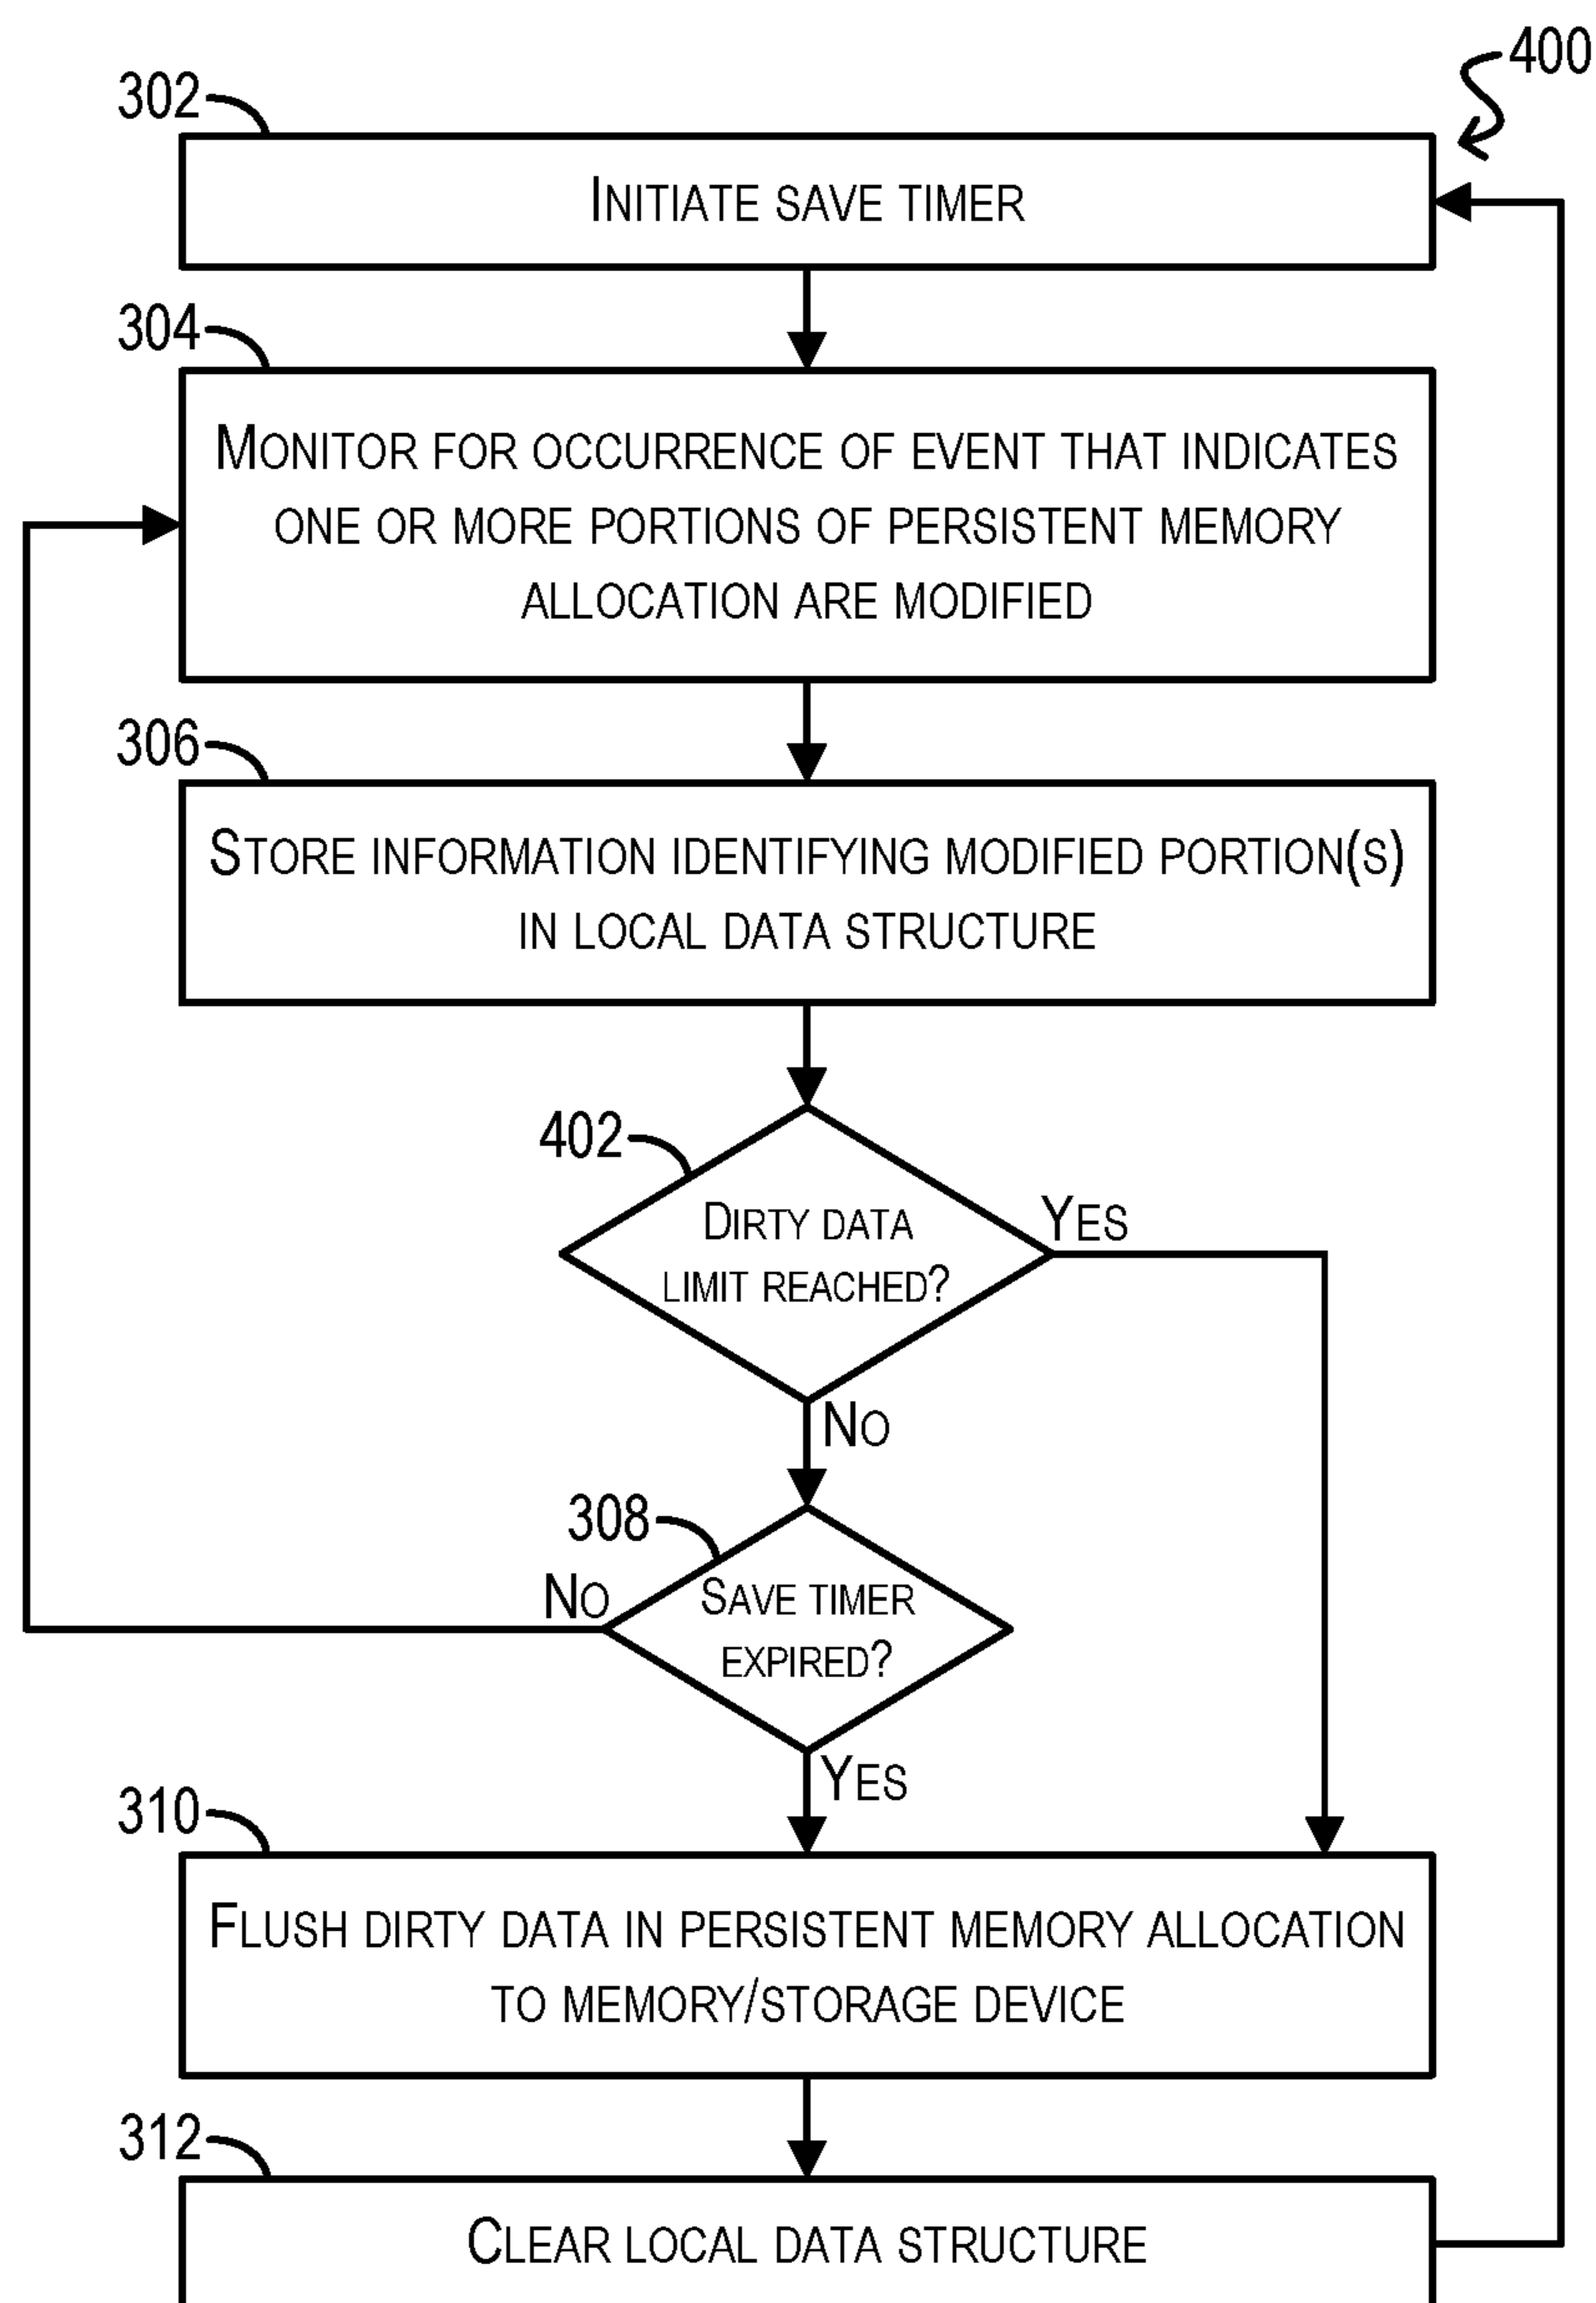 400
302
Initiate save timer
304
Monitor for occurrence of event that indicates
one or more portions of persistent memory
allocation are modified
306
Store information identifying modified portion(s)
in local data structure
402
Dirty data
limit reached?
Yes
No
308
Save timer
expired?
No
Yes
310
Flush dirty data in persistent memory allocation
to memory/storage device
312
Clear local data structure